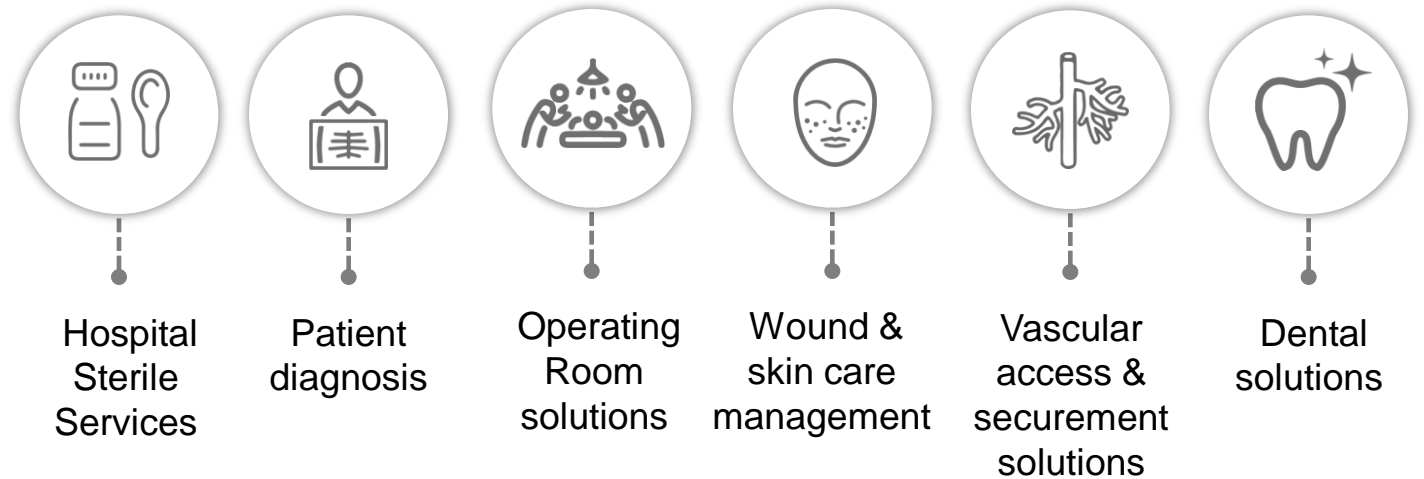 Hospital
Sterile
Services
Patient
diagnosis
Operating
Room
solutions
Wound &
skin care
management
Vascular
access &
securement
solutions
Dental
solutions